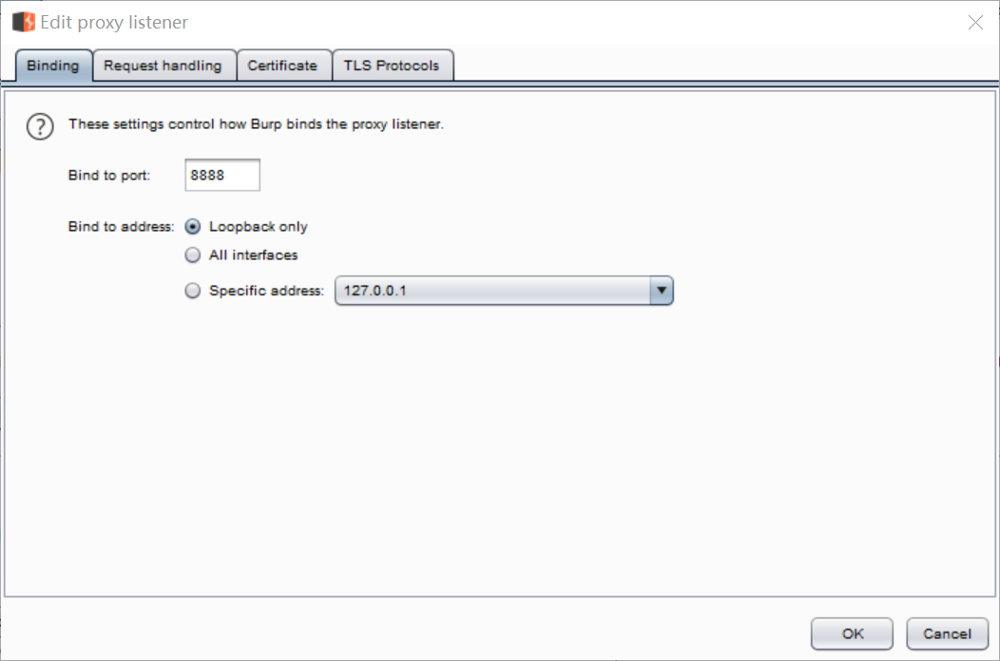 Edit proxy listener
Binding Request handling Certificate TLS Protocols
? These settings control how Burp binds the proxy listener.
Bind to port: 8888
Bind to address: Loopback only
All interfaces
Specific address: 127.0.0.1
OK Cancel